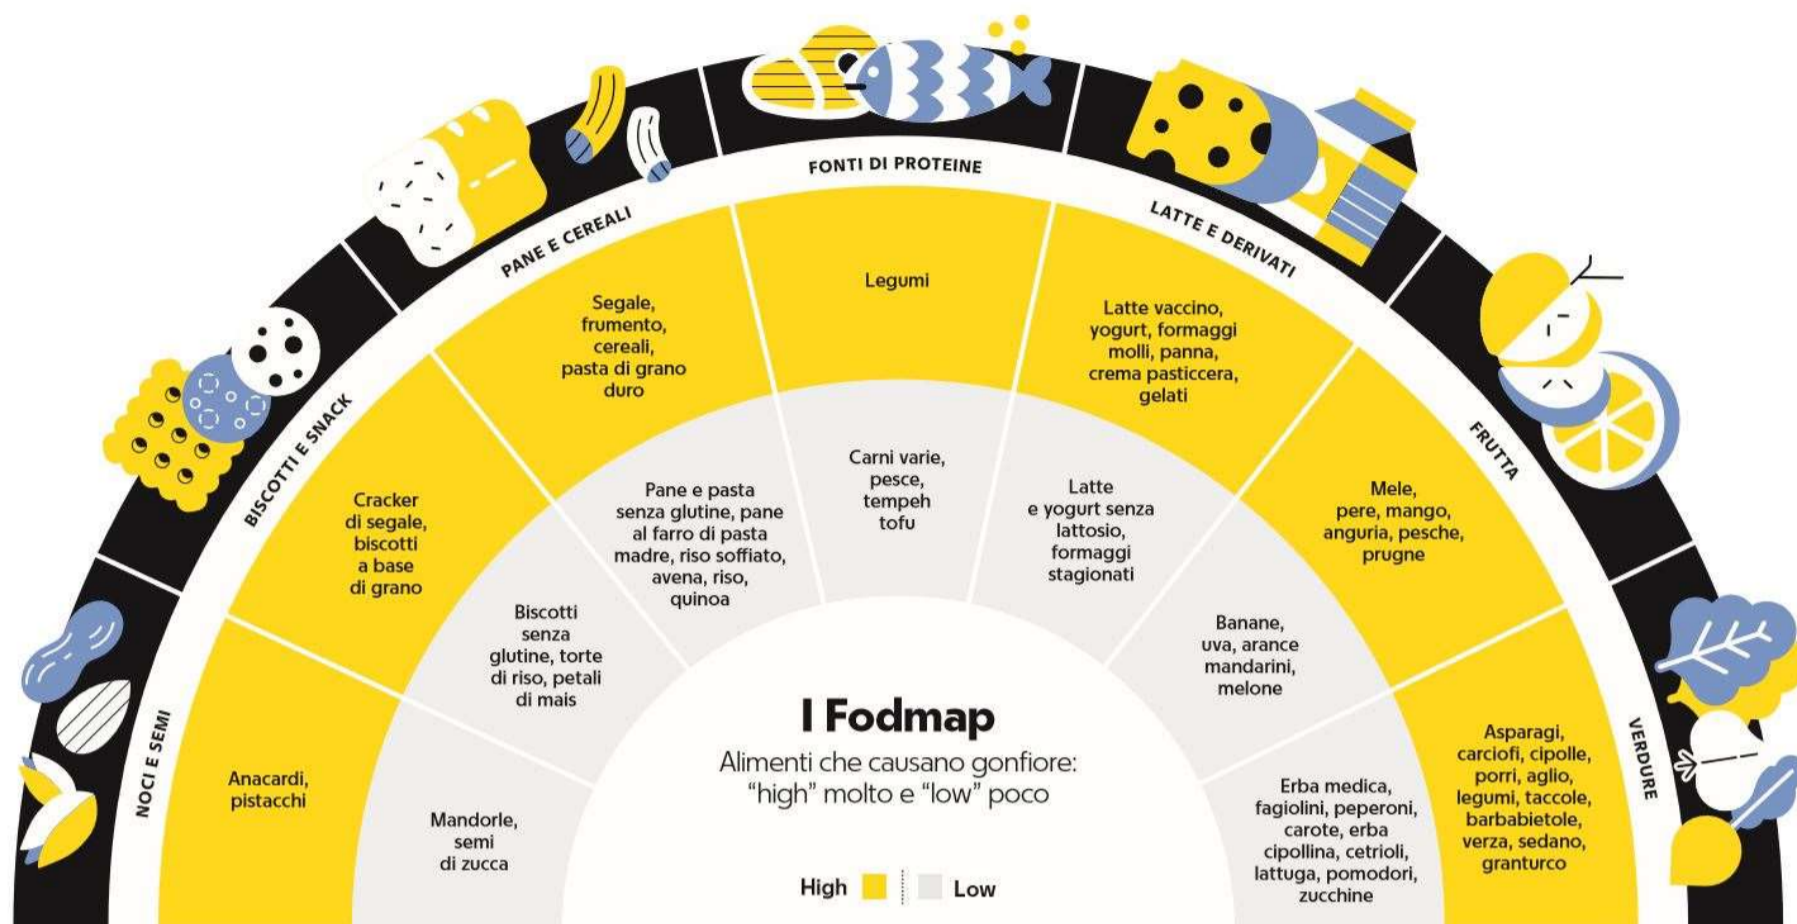 FONTI DI PROTEINE
PANE E CEREALI
LATTE E DERIVATI
BISCOTTI E SNACK
FRUTTA
NOCI E SEMI
VERDURE
Legumi
Segale,
frumento,
cereali,
pasta di grano
duro
Latte vaccino,
yogurt, formaggi
molli, panna,
crema pasticcera,
gelati
Cracker
di segale,
biscotti
a base
di grano
Mele,
pere, mango,
anguria, pesche,
prugne
Anacardi,
pistacchi
Asparagi,
carciofi, cipolle,
porri, aglio,
legumi, taccole,
barbabietole,
verza, sedano,
granturco
Carni varie,
pesce,
tempeh
tofu
Pane e pasta
senza glutine, pane
al farro di pasta
madre, riso soffiato,
avena, riso,
quinoa
Latte
e yogurt senza
lattosio,
formaggi
stagionati
Biscotti
senza
glutine, torte
di riso, petali
di mais
Banane,
uva, arance
mandarini,
melone
Mandorle,
semi
di zucca
Erba medica,
fagiolini, peperoni,
carote, erba
cipollina, cetrioli,
lattuga, pomodori,
zucchine
I Fodmap
Alimenti che causano gonfiore:
“high” molto e “low” poco
High
Low